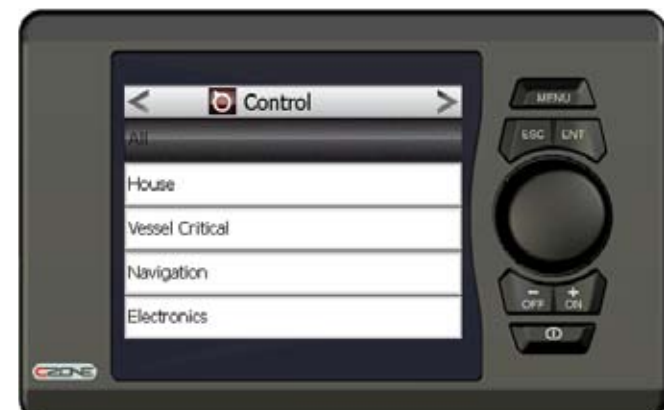 < Control >
All
House
Vessel Critical
Navigation
Electronics
MENU
ESC ENT
- +
OFF ON
CZONE